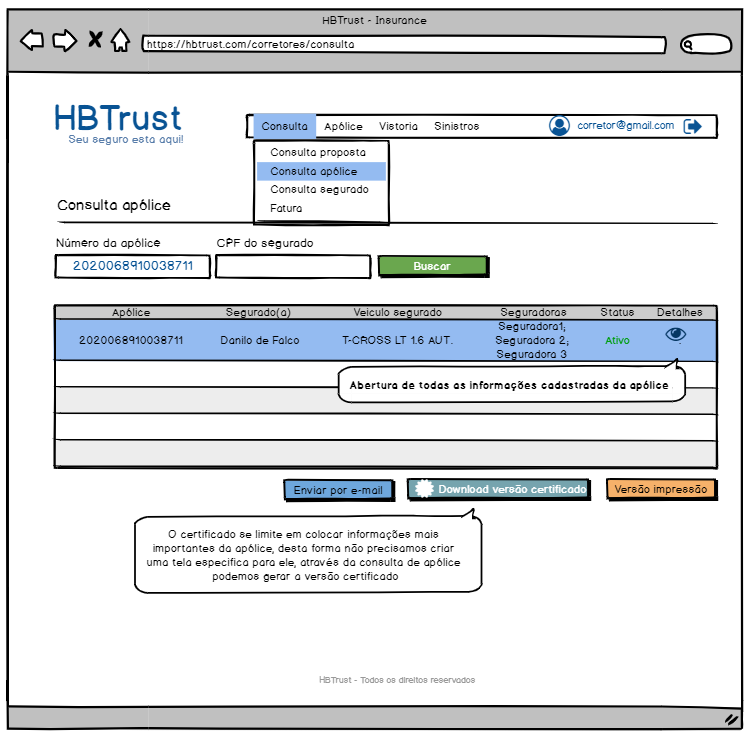 HBTrust - Insurance
https://hbtrust.com/corretores/consulta
HBTrust
Seu seguro esta aqui!
Consulta Apólice Vistoria Sinistros corretor@gmail.com
Consulta proposta
Consulta apólice
Consulta segurado
Fatura
Consulta apólice
Número da apólice CPF do segurado
2020068910038711 Buscar
Apólice Segurado(a) Veiculo segurado Seguradoras Status Detalhes
2020068910038711 Danilo de Falco T-CROSS LT 1.6 AUT. Seguradora1; Ativo
Seguradora 2;
Seguradora 3
Abertura de todas as informações cadastradas da apólice
Enviar por e-mail Download versão certificado Versão impressão
O certificado se limite em colocar informações mais
importantes da apólice, desta forma não precisamos criar
uma tela especifica para ele, através da consulta de apólice
podemos gerar a versão certificado
HBTrust - Todos os direitos reservados